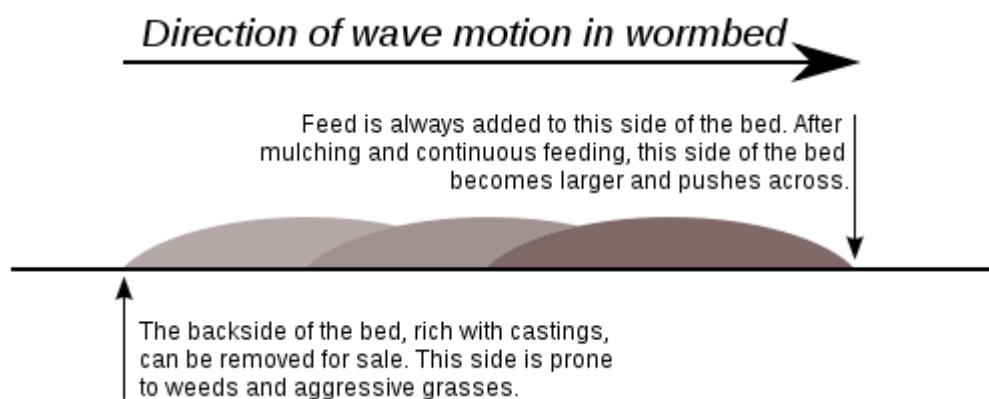 Direction of wave motion in wormbed
Feed is always added to this side of the bed. After
mulching and continuous feeding, this side of the bed
becomes larger and pushes across.
The backside of the bed, rich with castings,
can be removed for sale. This side is prone
to weeds and aggressive grasses.